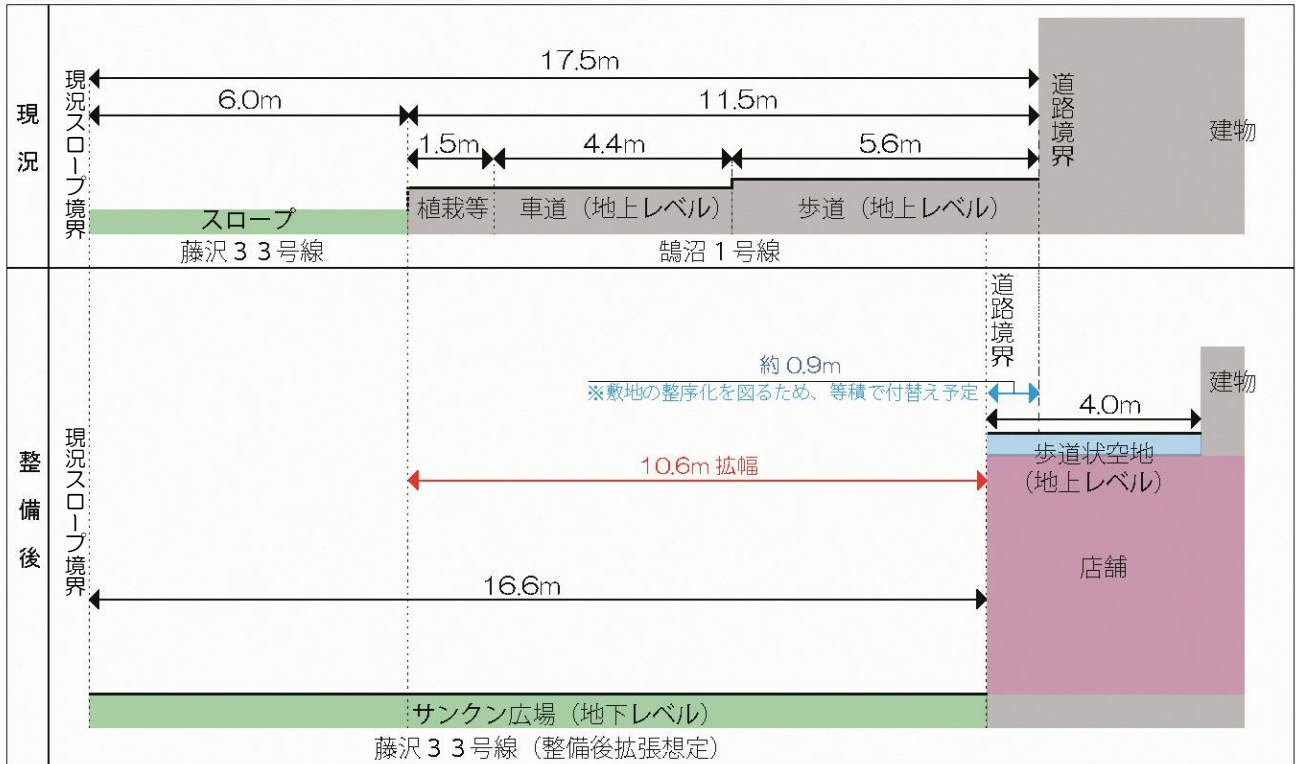 現況
現況スロープ境界
17.5m
6.0m
11.5m
1.5m
4.4m
5.6m
道路境界
建物
スロープ
植栽等
車道（地上レベル）
歩道（地上レベル）
藤沢３３号線
鵠沼１号線
整備後
現況スロープ境界
道路境界
約0.9m
※敷地の整序化を図るため、等積で付替え予定
建物
4.0m
10.6m 拡幅
歩道状空地
（地上レベル）
店舗
16.6m
サンクン広場（地下レベル）
藤沢３３号線（整備後拡張想定）